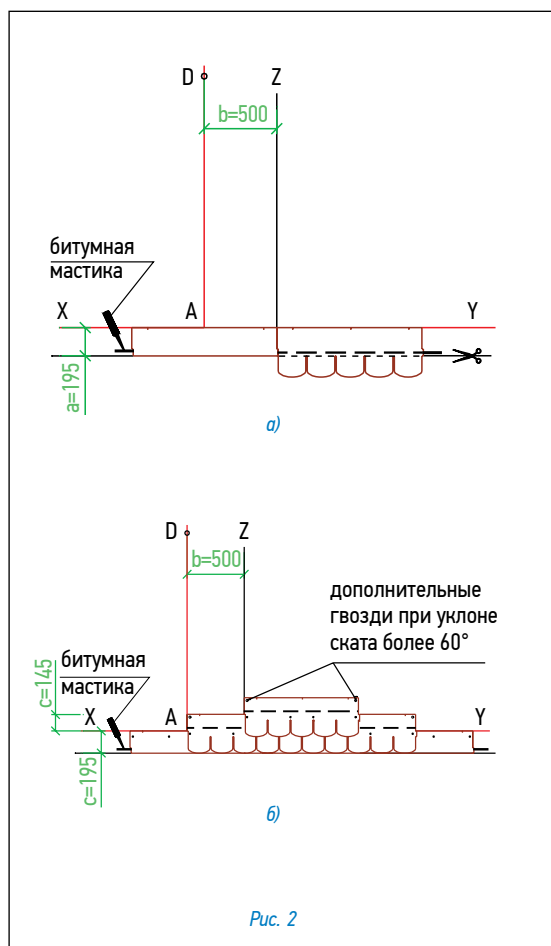 D
Z
b=500
битумная
мастика
X
A
Y
a=195
а)
D
Z
b=500
дополнительные
гвозди при уклоне
ската более 60°
битумная
мастика
c=145
X
A
Y
c=195
б)
Рис. 2